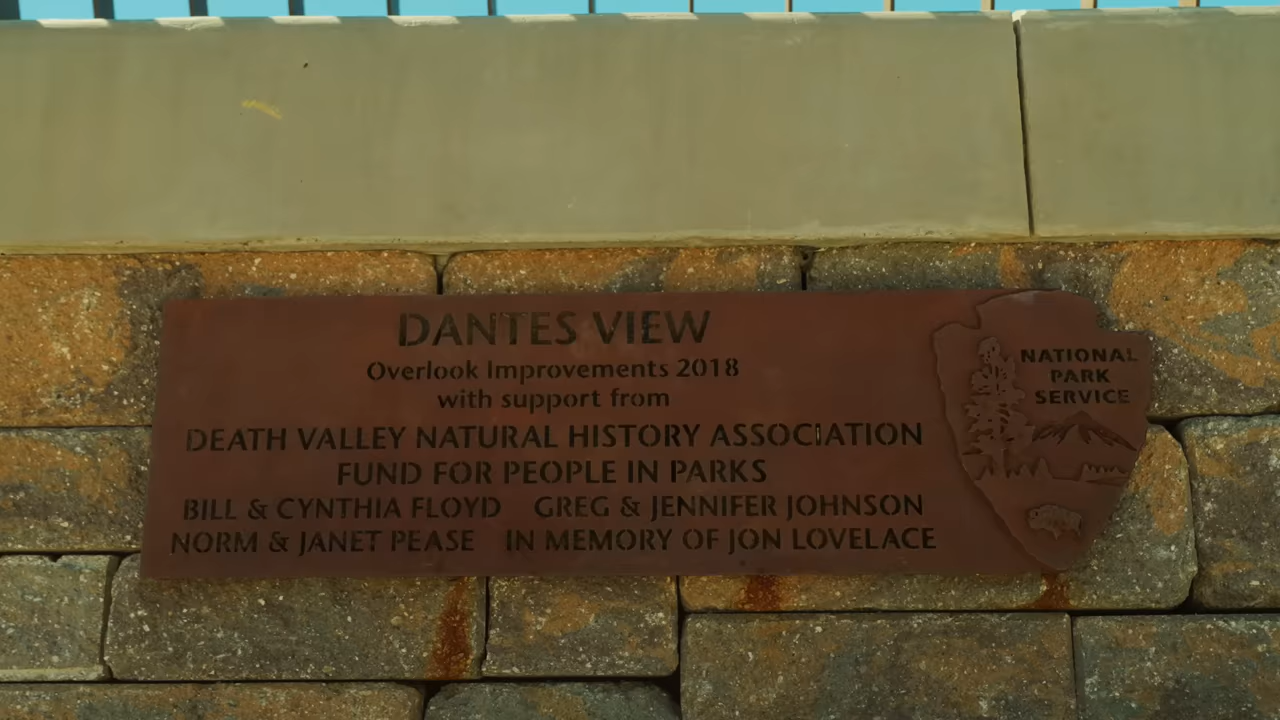 DANTES VIEW
Overlook Improvements 2018
with support from
DEATH VALLEY NATURAL HISTORY ASSOCIATION
FUND FOR PEOPLE IN PARKS
BILL & CYNTHIA FLOYD GREG & JENNIFER JOHNSON
NORM & JANET PEASE IN MEMORY OF JON LOVELACE
NATIONAL
PARK
SERVICE